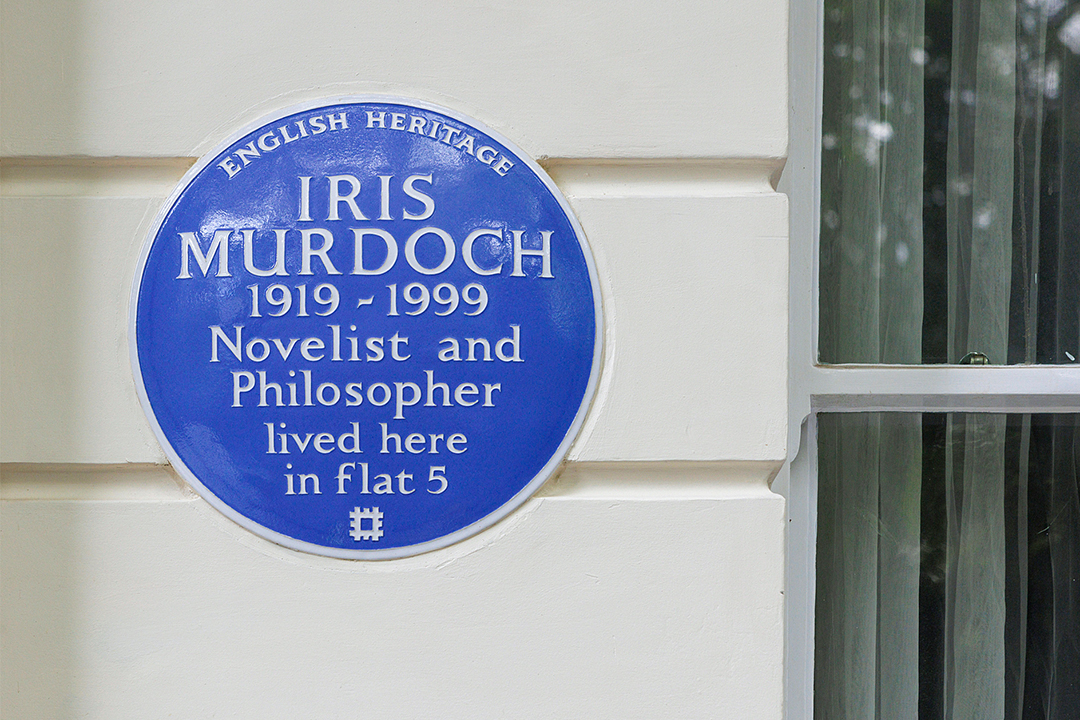 ENGLISH HERITAGE
IRIS
MURDOCH
1919 - 1999
Novelist and
Philosopher
lived here
in flat 5